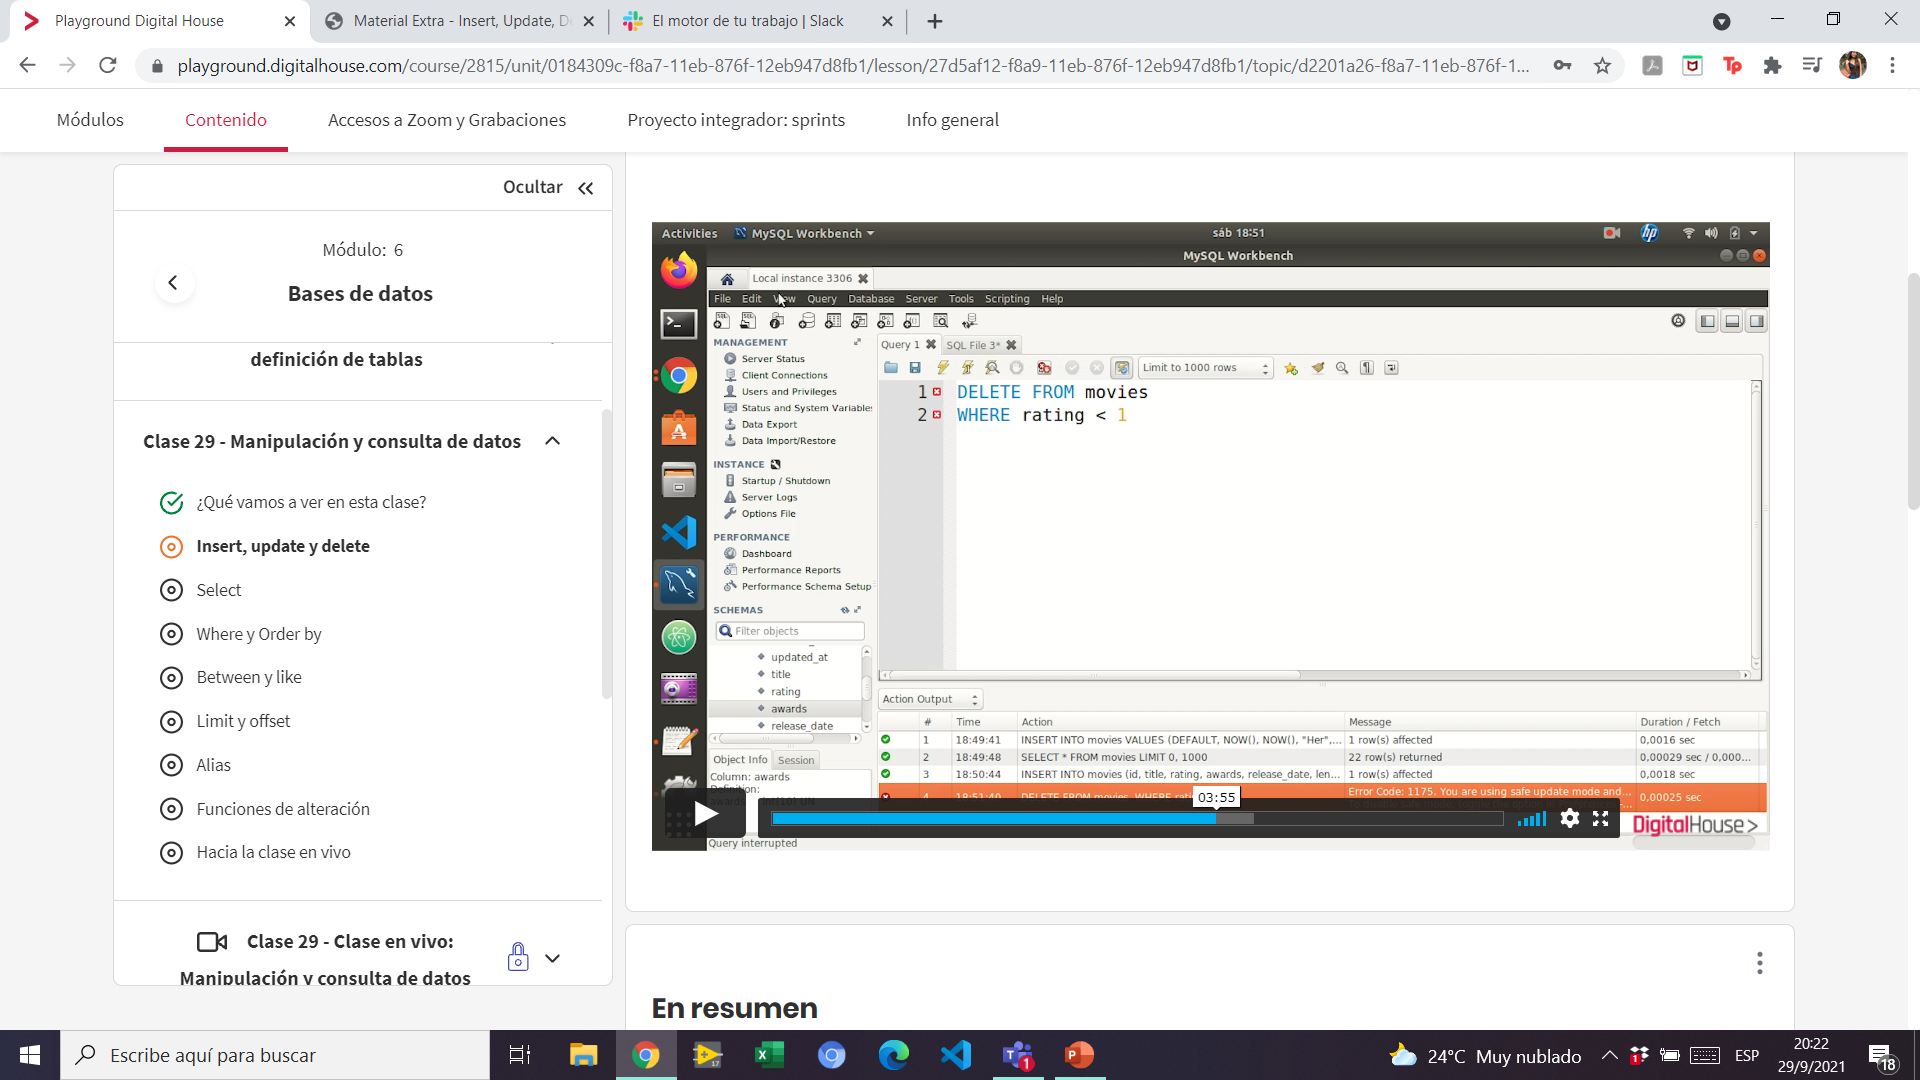 Playground Digital House
Material Extra - Insert, Update, D
El motor de tu trabajo | Slack
playground.digitalhouse.com/course/2815/unit/0184309c-f8a7-11eb-876f-12eb947d8fb1/lesson/27d5af12-f8a9-11eb-876f-12eb947d8fb1/topic/d2201a26-f8a7-11eb-876f-1...
Módulos
Contenido
Accesos a Zoom y Grabaciones
Proyecto integrador: sprints
Info general
Ocultar
Módulo: 6
Bases de datos
definición de tablas
Clase 29 - Manipulación y consulta de datos
¿Qué vamos a ver en esta clase?
Insert, update y delete
Select
Where y Order by
Between y like
Limit y offset
Alias
Funciones de alteración
Hacia la clase en vivo
Clase 29 - Clase en vivo:
Manipulación y consulta de datos
Activities
MySQL Workbench
sáb 18:51
MySQL Workbench
Local instance 3306
File Edit View Query Database Server Tools Scripting Help
MANAGEMENT
Server Status
Client Connections
Users and Privileges
Status and System Variable
Data Export
Data Import/Restore
INSTANCE
Startup / Shutdown
Server Logs
Options File
PERFORMANCE
Dashboard
Performance Reports
Performance Schema Setup
SCHEMAS
Filter objects
updated_at
title
rating
awards
release_date
Object Info Session
Column: awards
Definition:
Query 1
SQL File 3*
Limit to 1000 rows
1 DELETE FROM movies
2 WHERE rating < 1
Action Output
# Time Action Message Duration / Fetch
1 18:49:41 INSERT INTO movies VALUES (DEFAULT, NOW(), NOW(), "Her",... 1 row(s) affected 0,0016 sec
2 18:49:48 SELECT * FROM movies LIMIT 0, 1000 22 row(s) returned 0,00029 sec / 0,000...
3 18:50:44 INSERT INTO movies (id, title, rating, awards, release_date, len... 1 row(s) affected 0,0018 sec
4 18:51:40 DELETE FROM movies WHERE Error Code: 1175. You are using safe update mode and... 0,00025 sec
03:55
DigitalHouse>
Query interrupted
En resumen
Escribe aquí para buscar
17
1
24°C Muy nublado
1
ESP
20:22
29/9/2021
18